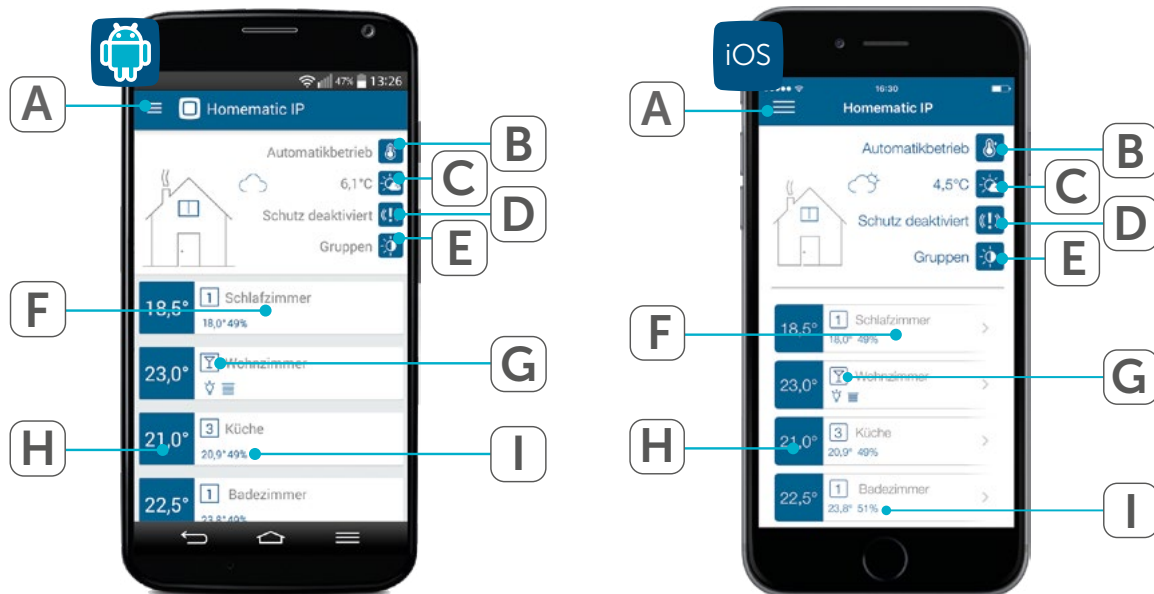 47% 13:26
Homematic IP
Automatikbetrieb
6,1°C
Schutz deaktiviert
Gruppen
18,5° 1 Schlafzimmer
18,0° 49%
23,0° Wohnzimmer
21,0° 3 Küche
20,9° 49%
22,5° 1 Badezimmer
23,8° 49%
A
B
C
D
E
F
G
H
I
iOS
16:30
Homematic IP
Automatikbetrieb
4,5°C
Schutz deaktiviert
Gruppen
18,5° 1 Schlafzimmer
18,0° 49%
23,0° Wohnzimmer
21,0° 3 Küche
20,9° 49%
22,5° 1 Badezimmer
23,8° 51%
A
B
C
D
E
F
G
H
I